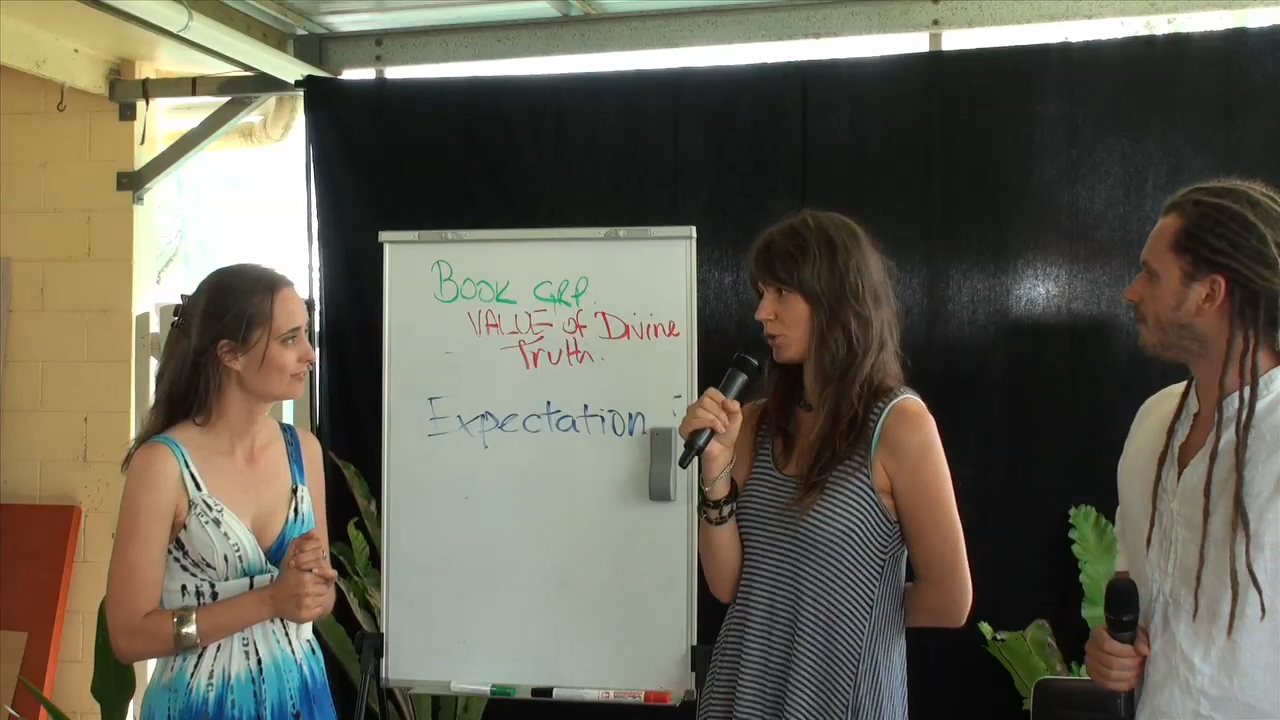 BOOK GRP.
VALUE of Divine
Truth.
Expectation